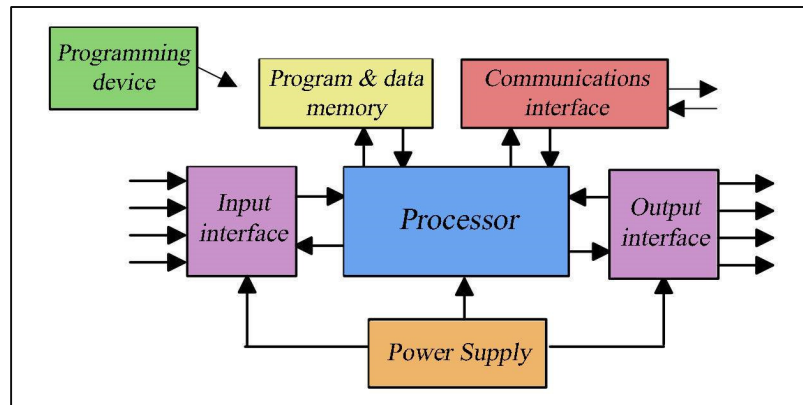 Programming
device
Program & data
memory
Communications
interface
Input
interface
Processor
Output
interface
Power Supply